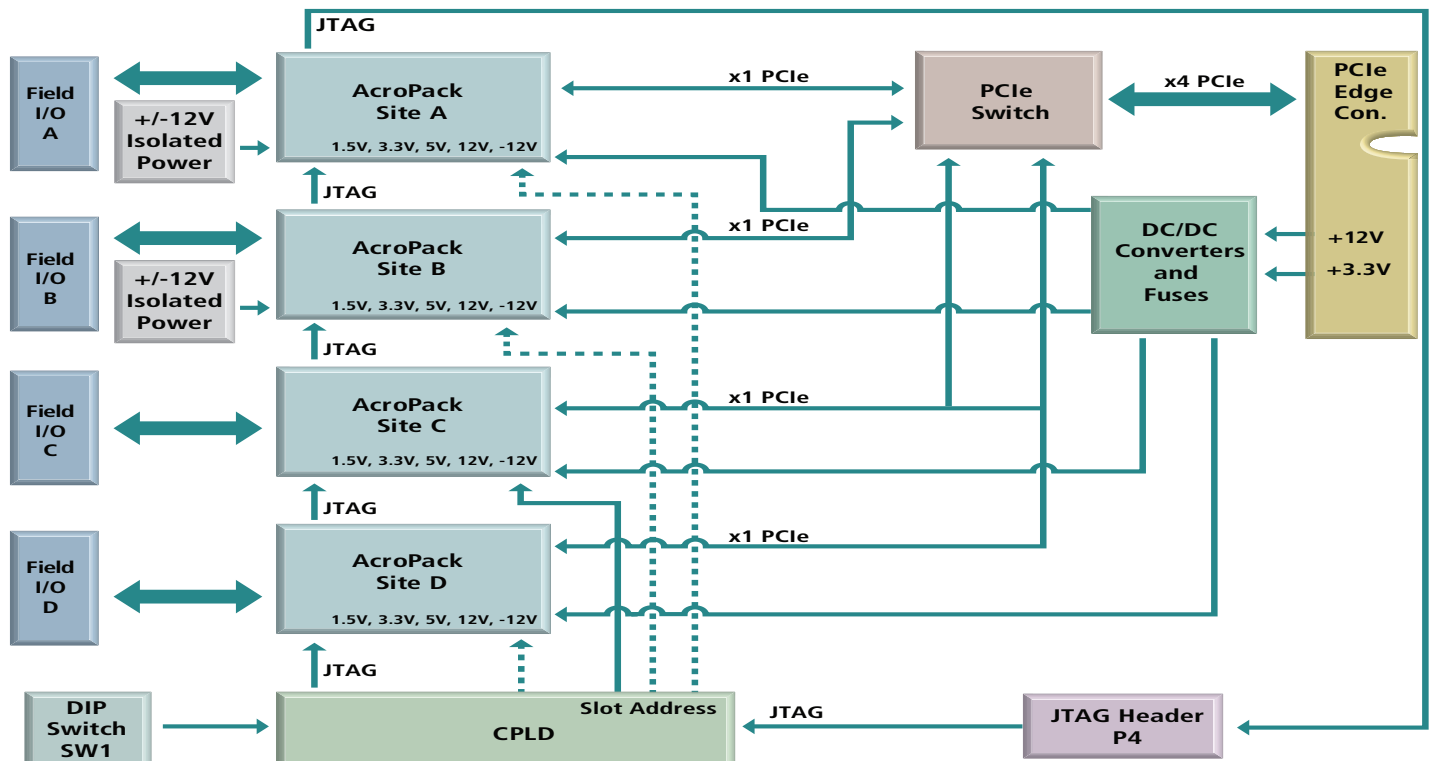 JTAG
Field
I/O
A
+/-12V
Isolated
Power
AcroPack
Site A
1.5V, 3.3V, 5V, 12V, -12V
x1 PCIe
PCIe
Switch
x4 PCIe
PCIe
Edge
Con.
JTAG
Field
I/O
B
+/-12V
Isolated
Power
AcroPack
Site B
1.5V, 3.3V, 5V, 12V, -12V
x1 PCIe
DC/DC
Converters
and
Fuses
+12V
+3.3V
JTAG
Field
I/O
C
AcroPack
Site C
1.5V, 3.3V, 5V, 12V, -12V
x1 PCIe
JTAG
Field
I/O
D
AcroPack
Site D
1.5V, 3.3V, 5V, 12V, -12V
x1 PCIe
JTAG
DIP
Switch
SW1
Slot Address
CPLD
JTAG
JTAG Header
P4